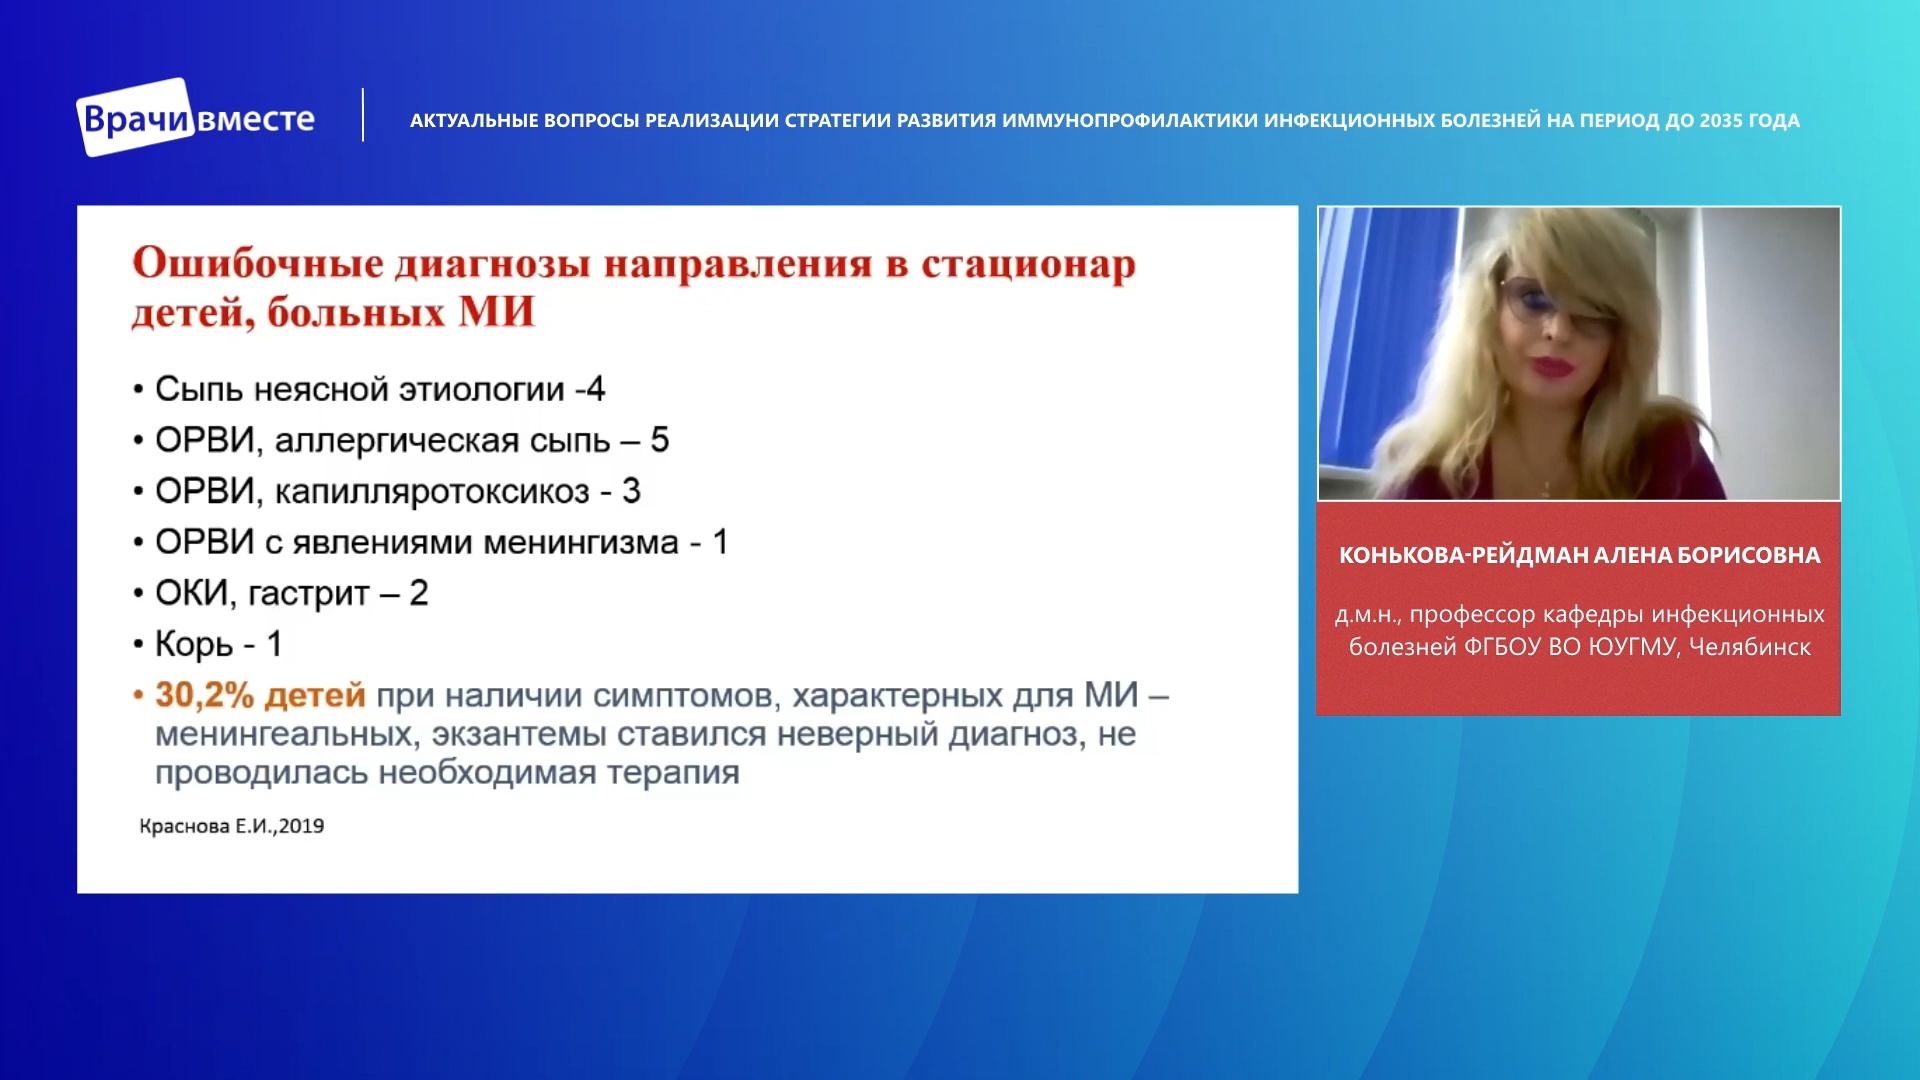 Врачи вместе
АКТУАЛЬНЫЕ ВОПРОСЫ РЕАЛИЗАЦИИ СТРАТЕГИИ РАЗВИТИЯ ИММУНОПРОФИЛАКТИКИ ИНФЕКЦИОННЫХ БОЛЕЗНЕЙ НА ПЕРИОД ДО 2035 ГОДА
Ошибочные диагнозы направления в стационар
детей, больных МИ
• Сыпь неясной этиологии -4
• ОРВИ, аллергическая сыпь – 5
• ОРВИ, капилляротоксикоз - 3
• ОРВИ с явлениями менингизма - 1
• ОКИ, гастрит – 2
• Корь - 1
• 30,2% детей при наличии симптомов, характерных для МИ –
менингеальных, экзантемы ставился неверный диагноз, не
проводилась необходимая терапия
Краснова Е.И.,2019
КОНЬКОВА-РЕЙДМАН АЛЕНА БОРИСОВНА
д.м.н., профессор кафедры инфекционных
болезней ФГБОУ ВО ЮУГМУ, Челябинск